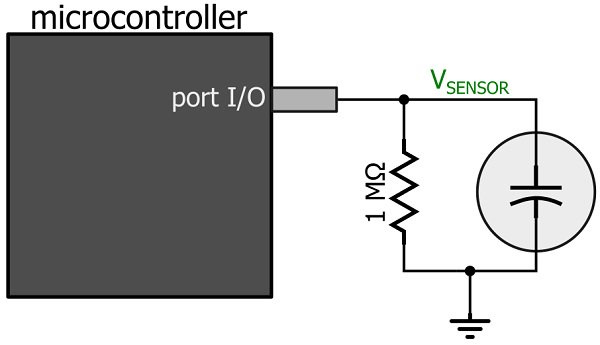 microcontroller
port I/O
VSENSOR
1 MΩ